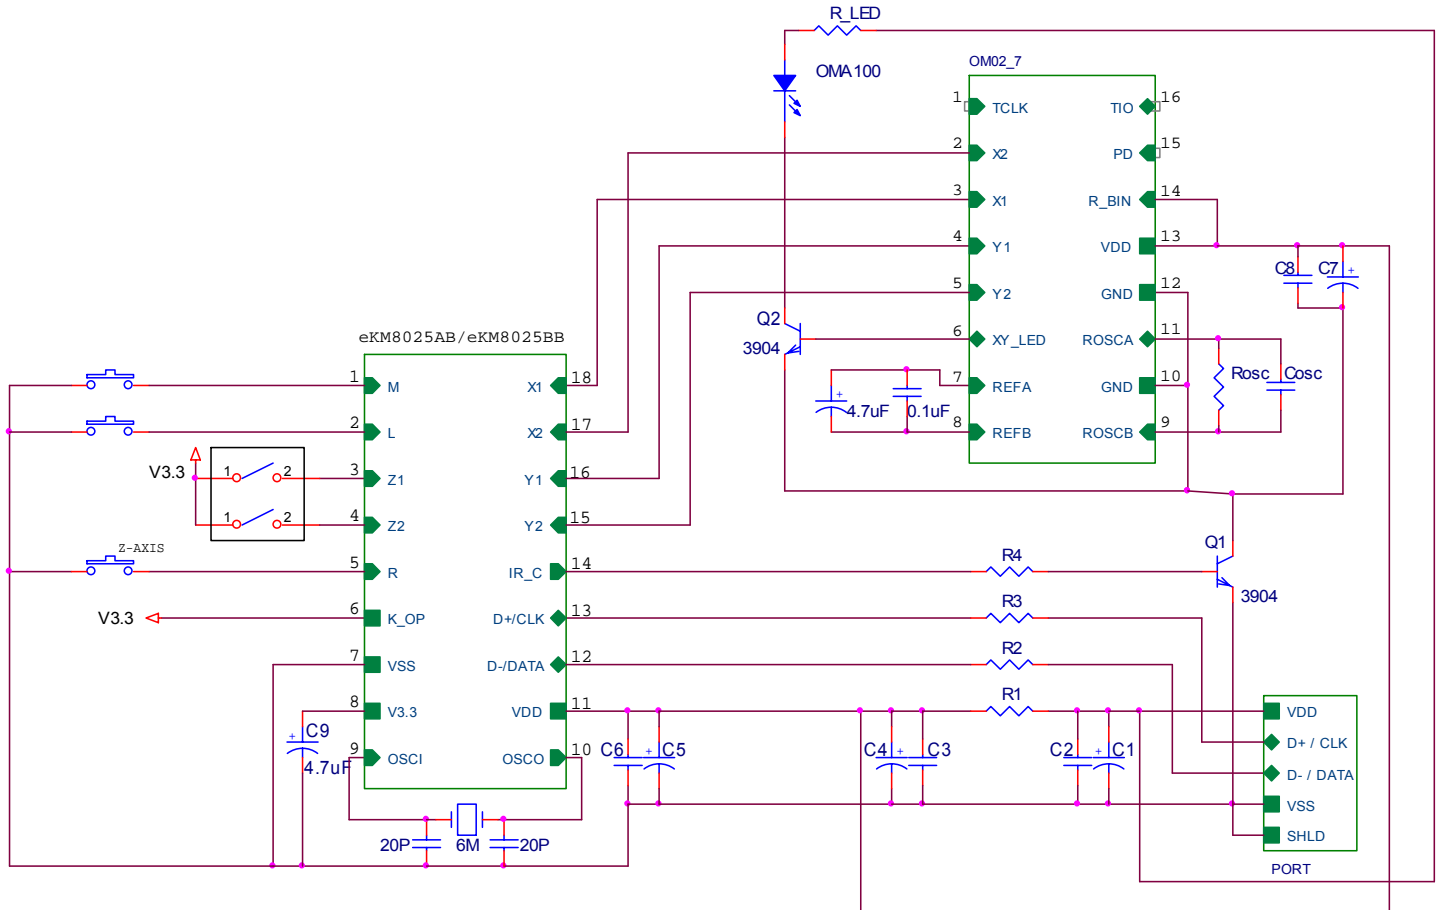 R_LED
OMA100
OM02_7
1 TCLK
2 X2
3 X1
4 Y1
5 Y2
6 XY_LED
7 REFA
8 REFB
TIO 16
PD 15
R_BIN 14
VDD 13
GND 12
ROSCA 11
GND 10
ROSCB 9
C8
C7
+
Rosc
Cosc
Q2
3904
+
4.7uF
0.1uF
eKM8025AB/eKM8025BB
1 M
2 L
3 Z1
4 Z2
5 R
6 K_OP
7 VSS
8 V3.3
9 OSCI
X1 18
X2 17
Y1 16
Y2 15
IR_C 14
D+/CLK 13
D-/DATA 12
VDD 11
OSCO 10
V3.3
1 2
1 2
Z-AXIS
V3.3
+ C9
4.7uF
20P
6M
20P
R4
R3
R2
R1
Q1
3904
C6
+ C5
C4
+ C3
C2
+ C1
VDD
D+ / CLK
D- / DATA
VSS
SHLD
PORT